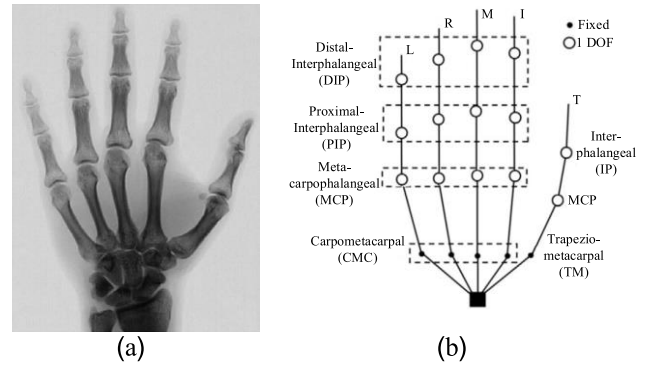 M
I
R
L
Fixed
1 DOF
Distal-
Interphalangeal
(DIP)
T
Proximal-
Interphalangeal
(PIP)
Inter-
phalangeal
(IP)
Meta-
carpophalangeal
(MCP)
MCP
Carpometacarpal
(CMC)
Trapezio-
metacarpal
(TM)
(a)
(b)